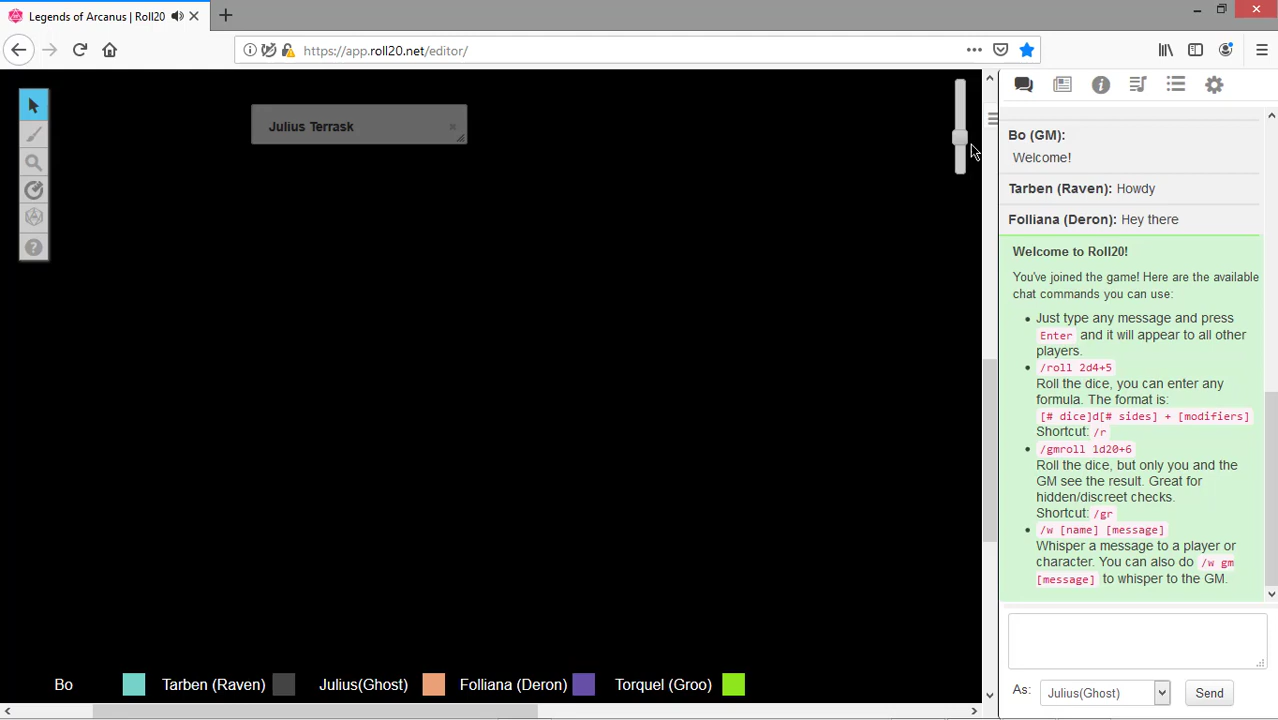 Legends of Arcanus | Roll20
https://app.roll20.net/editor/
Julius Terrask
Bo (GM):
Welcome!
Tarben (Raven): Howdy
Folliana (Deron): Hey there
Welcome to Roll20!
You've joined the game! Here are the available
chat commands you can use:
Just type any message and press
Enter and it will appear to all other
players.
/roll 2d4+5
Roll the dice, you can enter any
formula. The format is:
[# dice]d[# sides] + [modifiers]
Shortcut: /r
/gmroll 1d20+6
Roll the dice, but only you and the
GM see the result. Great for
hidden/discreet checks.
Shortcut: /gr
/w [name] [message]
Whisper a message to a player or
character. You can also do /w gm
[message] to whisper to the GM.
Bo
Tarben (Raven)
Julius(Ghost)
Folliana (Deron)
Torquel (Groo)
As: Julius(Ghost) Send